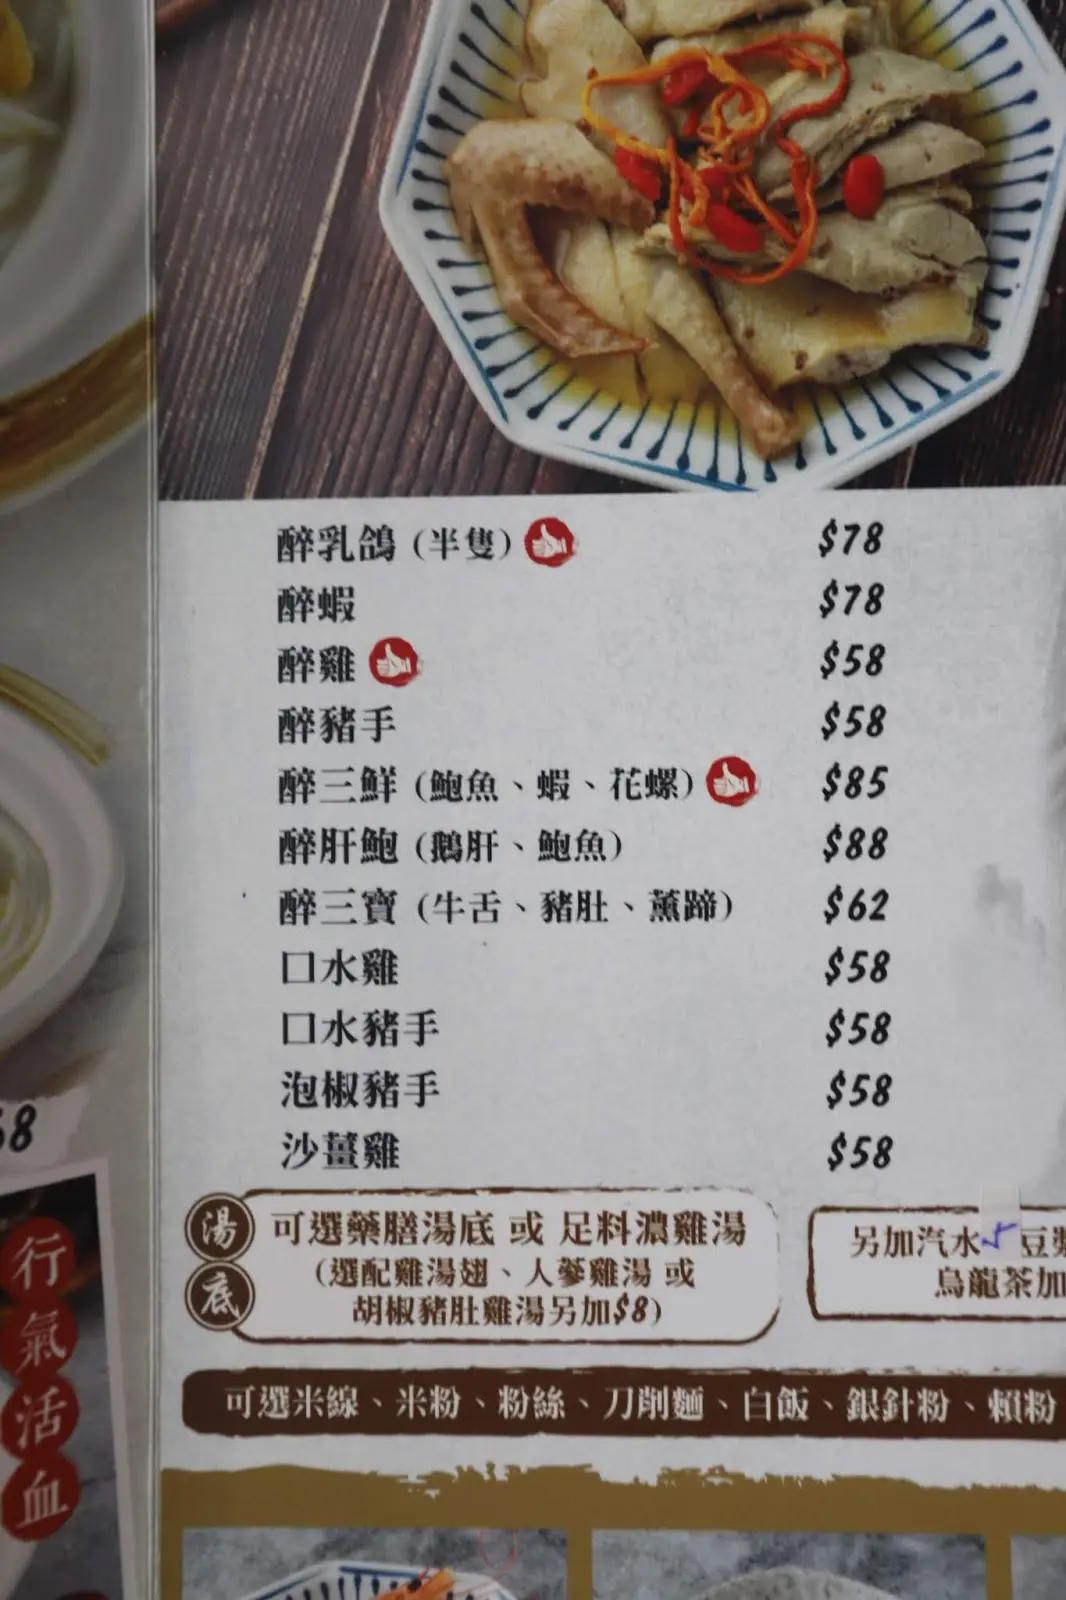 醉乳鴿 (半隻) $78
醉蝦 $78
醉雞 $58
醉豬手 $58
醉三鮮 (鮑魚、蝦、花螺) $85
醉肝鮑 (鵝肝、鮑魚) $88
醉三寶 (牛舌、豬肚、薰蹄) $62
口水雞 $58
口水豬手 $58
泡椒豬手 $58
沙薑雞 $58
湯底
可選藥膳湯底 或 足料濃雞湯
(選配雞湯翅、人蔘雞湯 或
胡椒豬肚雞湯另加$8)
另加汽水 豆漿
烏龍茶加
可選米線、米粉、粉絲、刀削麵、白飯、銀針粉、賴粉
8
行氣活血